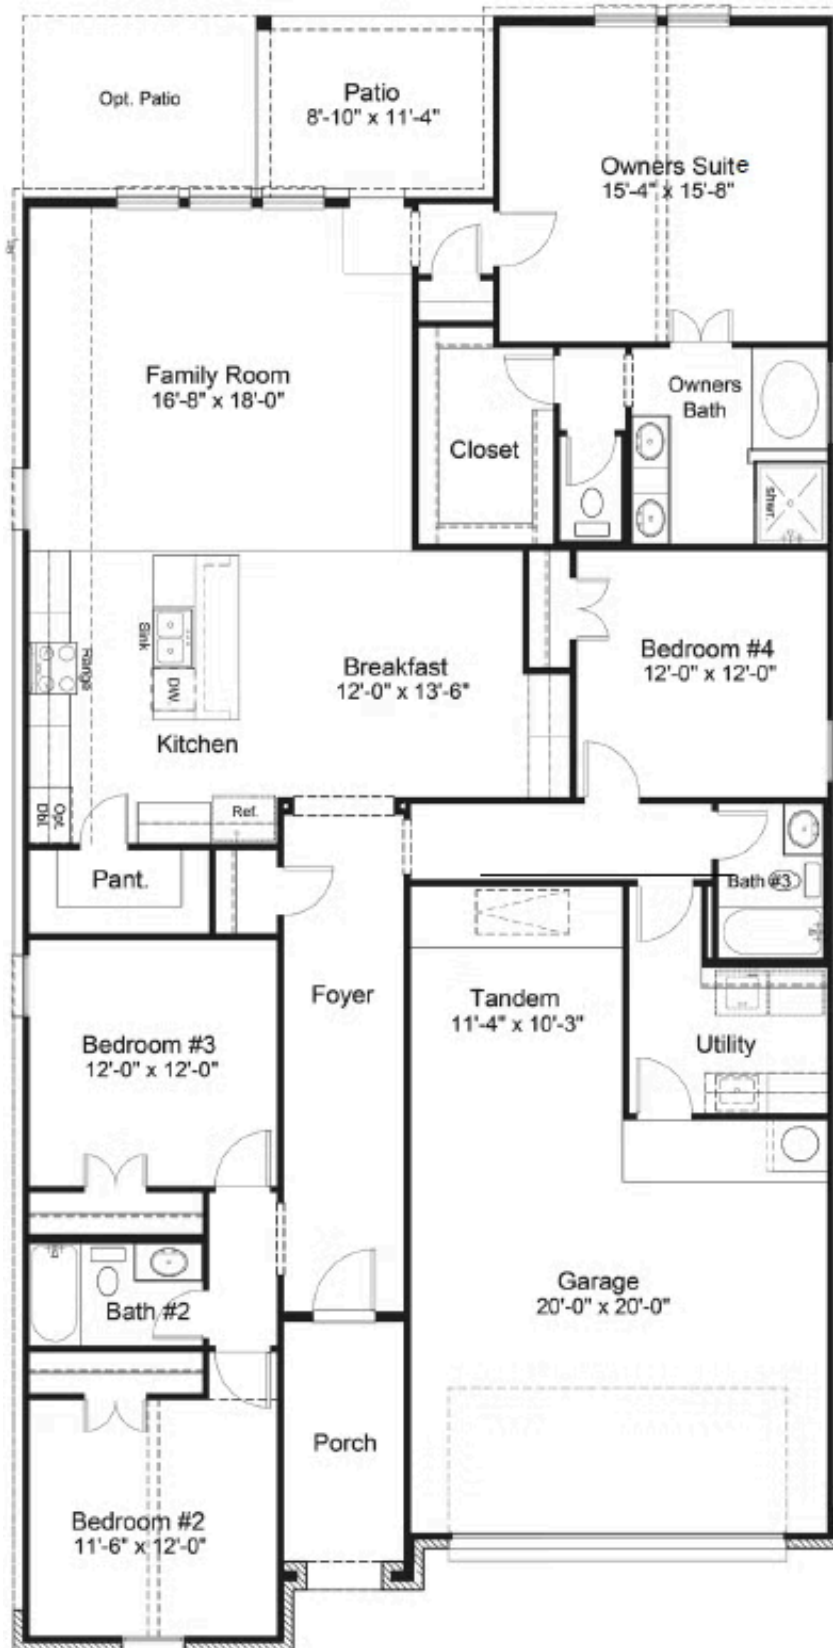 Opt. Patio
Patio
8'-10" x 11'-4"
Owners Suite
15'-4" x 15'-8"
Family Room
16'-8" x 18'-0"
Owners
Bath
Closet
shwr.
Sink
Range
DW.
Breakfast
12'-0" x 13'-6"
Bedroom #4
12'-0" x 12'-0"
Kitchen
Opt.
Dbl.
Ref.
Pant.
Bath #3
Foyer
Tandem
11'-4" x 10'-3"
Utility
Bedroom #3
12'-0" x 12'-0"
Bath #2
Garage
20'-0" x 20'-0"
Porch
Bedroom #2
11'-6" x 12'-0"